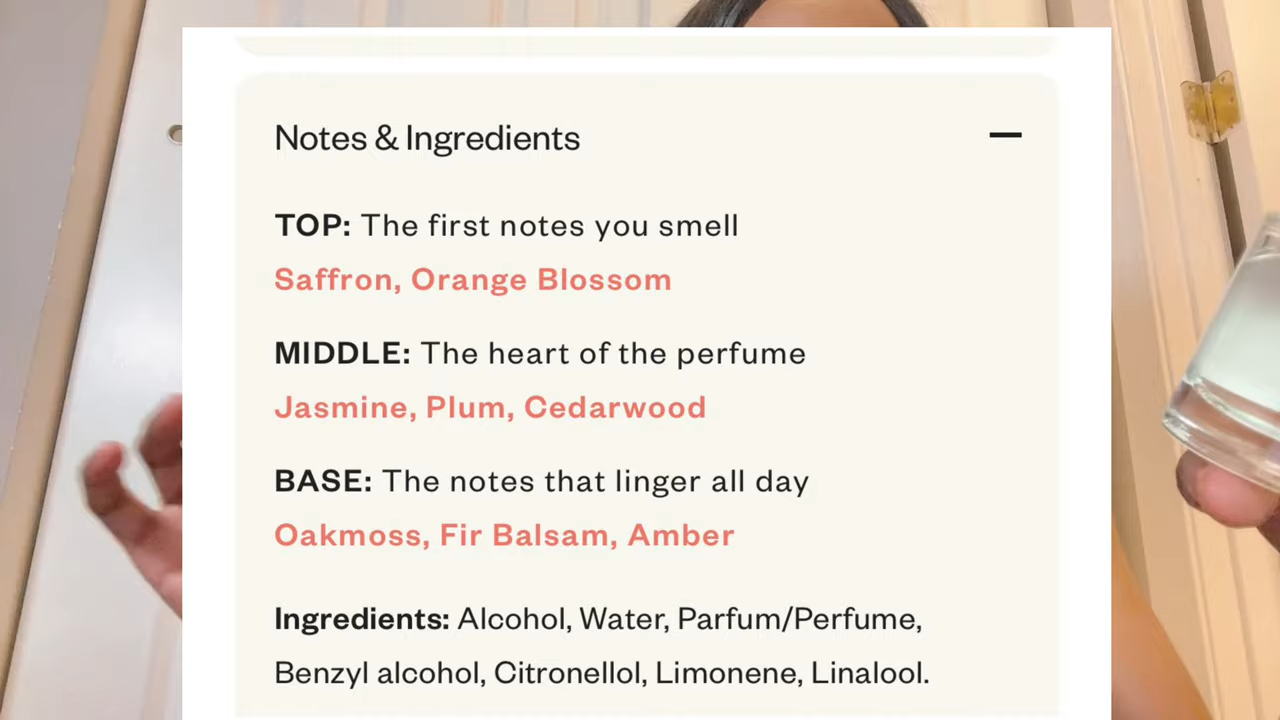 Notes & Ingredients
TOP: The first notes you smell
Saffron, Orange Blossom
MIDDLE: The heart of the perfume
Jasmine, Plum, Cedarwood
BASE: The notes that linger all day
Oakmoss, Fir Balsam, Amber
Ingredients: Alcohol, Water, Parfum/Perfume,
Benzyl alcohol, Citronellol, Limonene, Linalool.